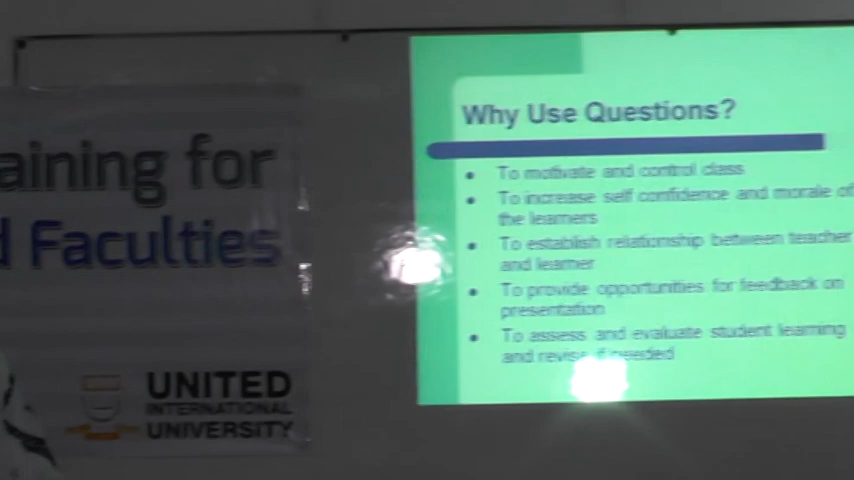 aining for
d Faculties
UNITED
INTERNATIONAL
UNIVERSITY
Why Use Questions?
• To motivate and control class
• To increase self confidence and morale of
the learners
• To establish relationship between teacher
and learner
• To provide opportunities for feedback on
presentation
• To assess and evaluate student learning
and revise if needed